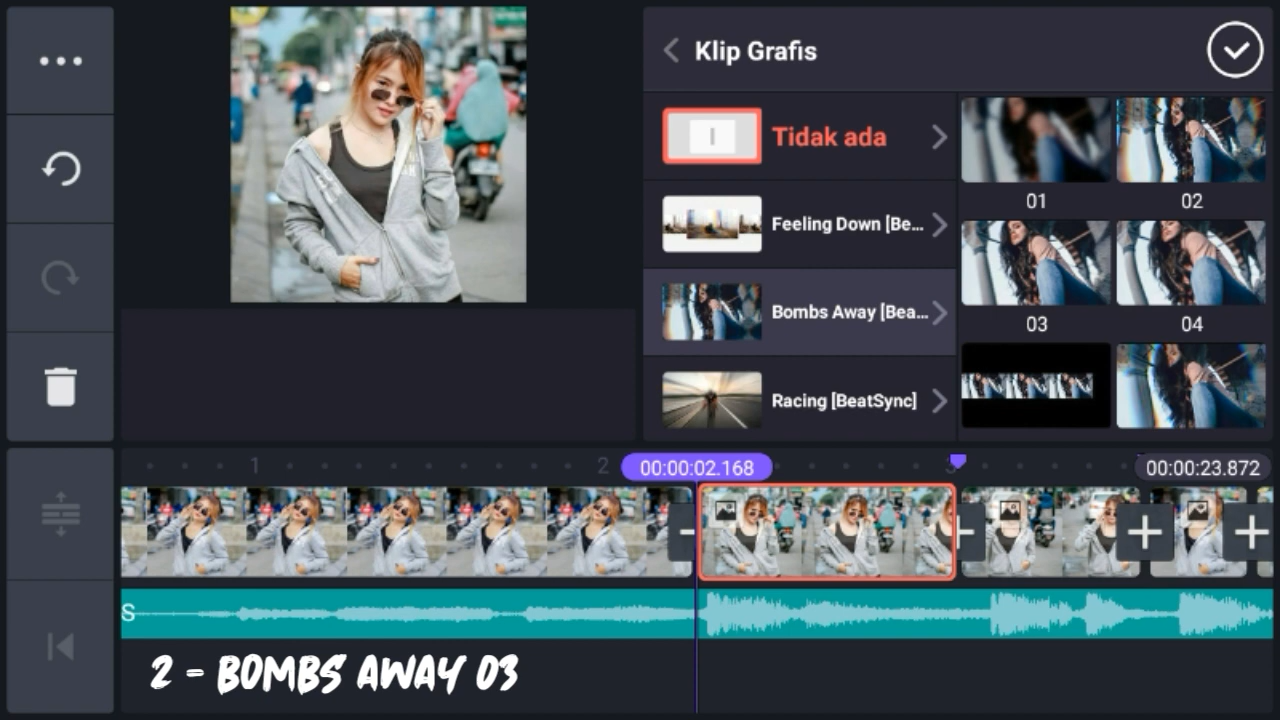 Klip Grafis
Tidak ada
Feeling Down [Be...
Bombs Away [Bea...
Racing [BeatSync]
01
02
03
04
1
2
00:00:02.168
3
00:00:23.872
S
2 - BOMBS AWAY 03